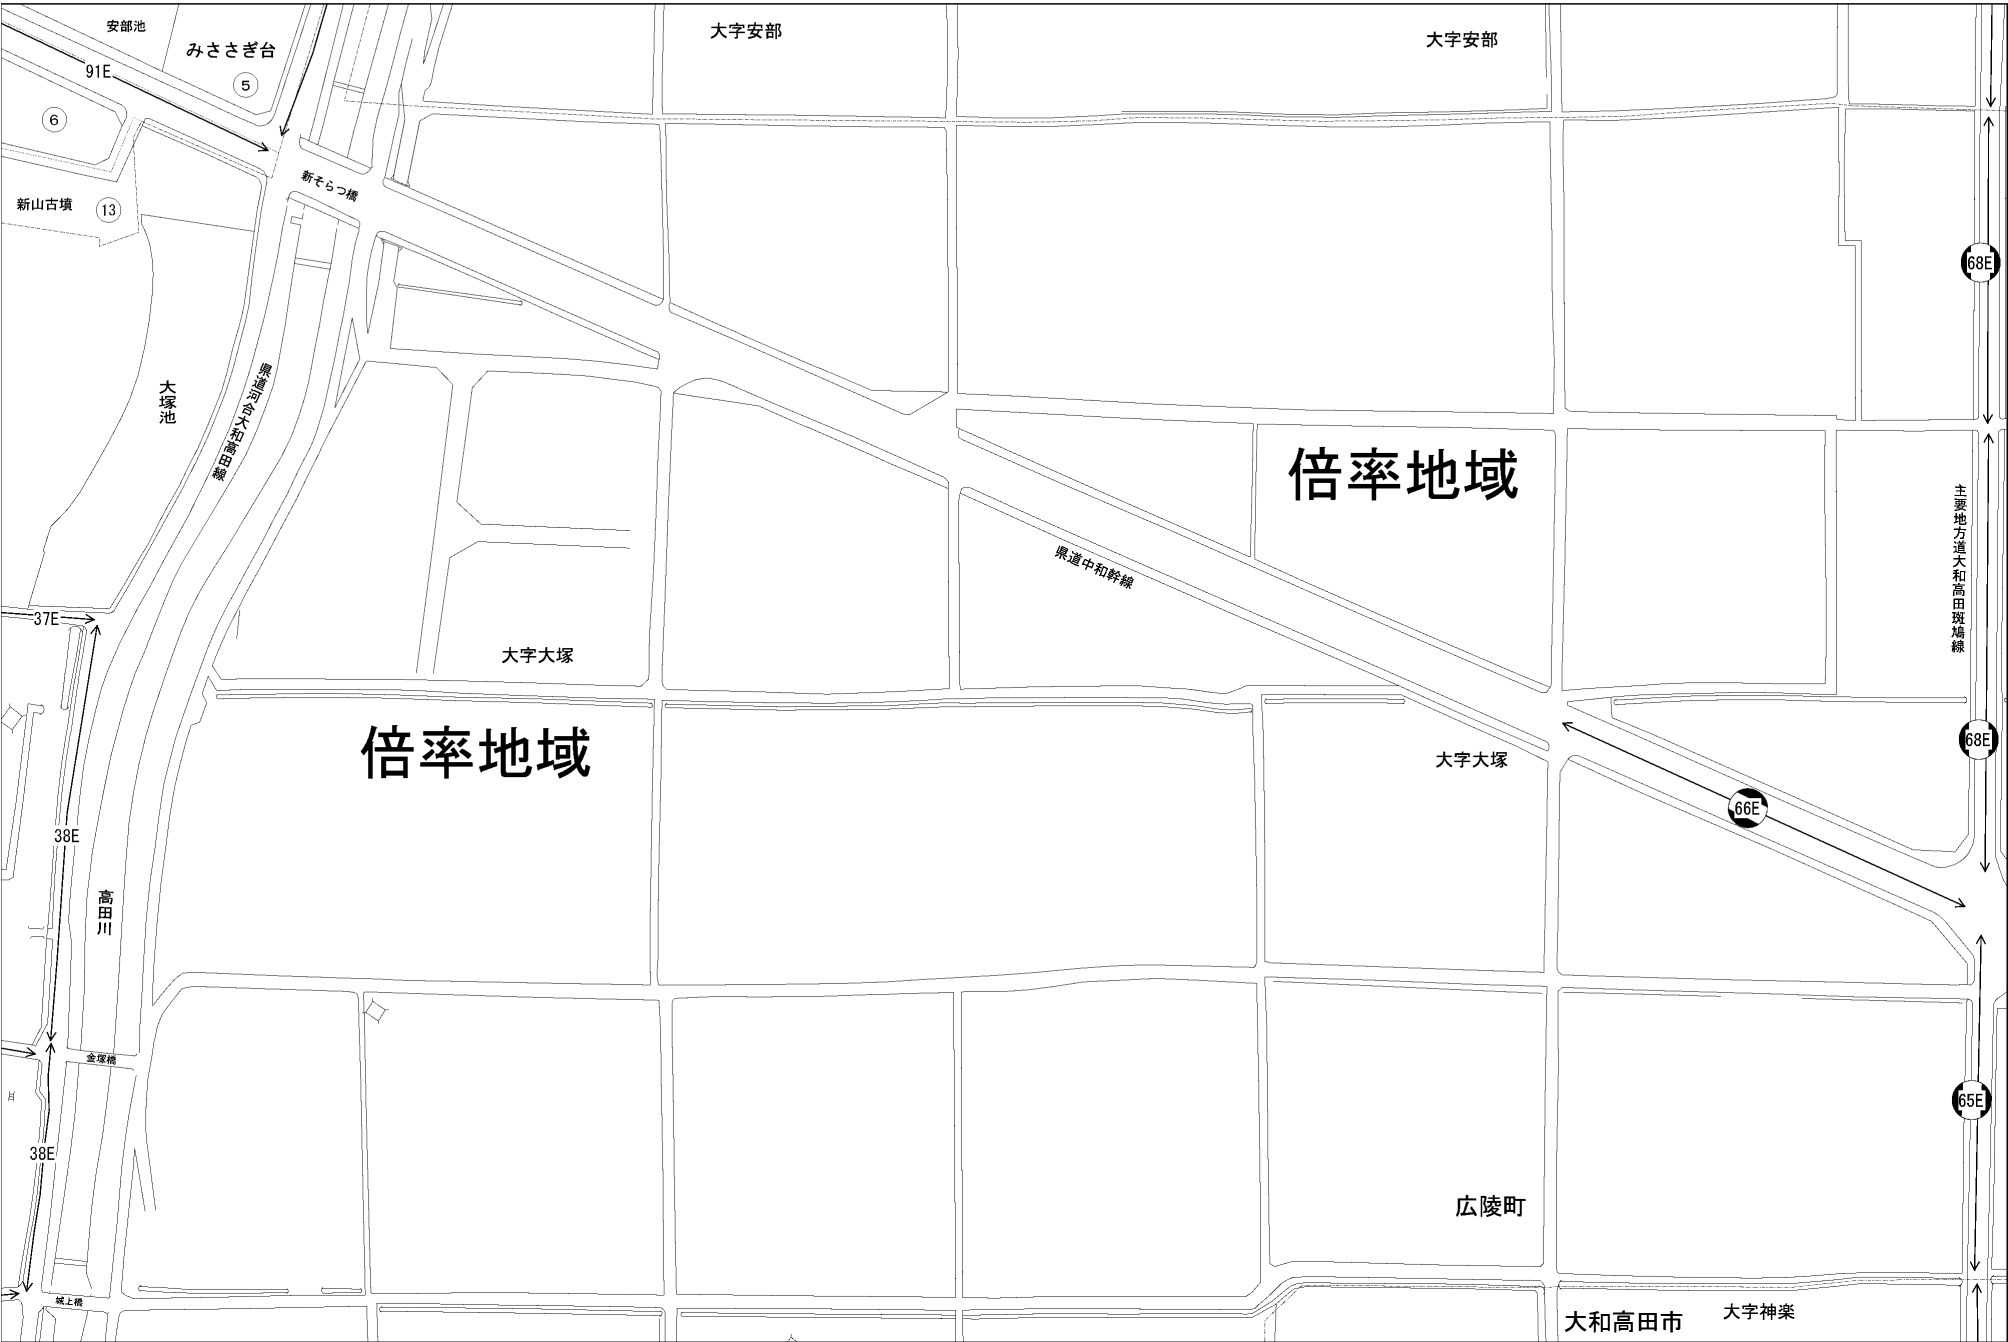 安部池
みささぎ台
5
大字安部
大字安部
91E
6
新山古墳
13
新そらつ橋
68E
大塚池
県道河合大和高田線
倍率地域
主要地方道大和高田斑鳩線
県道中和幹線
37E
大字大塚
倍率地域
大字大塚
68E
66E
38E
高田川
金塚橋
65E
38E
広陵町
城上橋
大和高田市
大字神楽